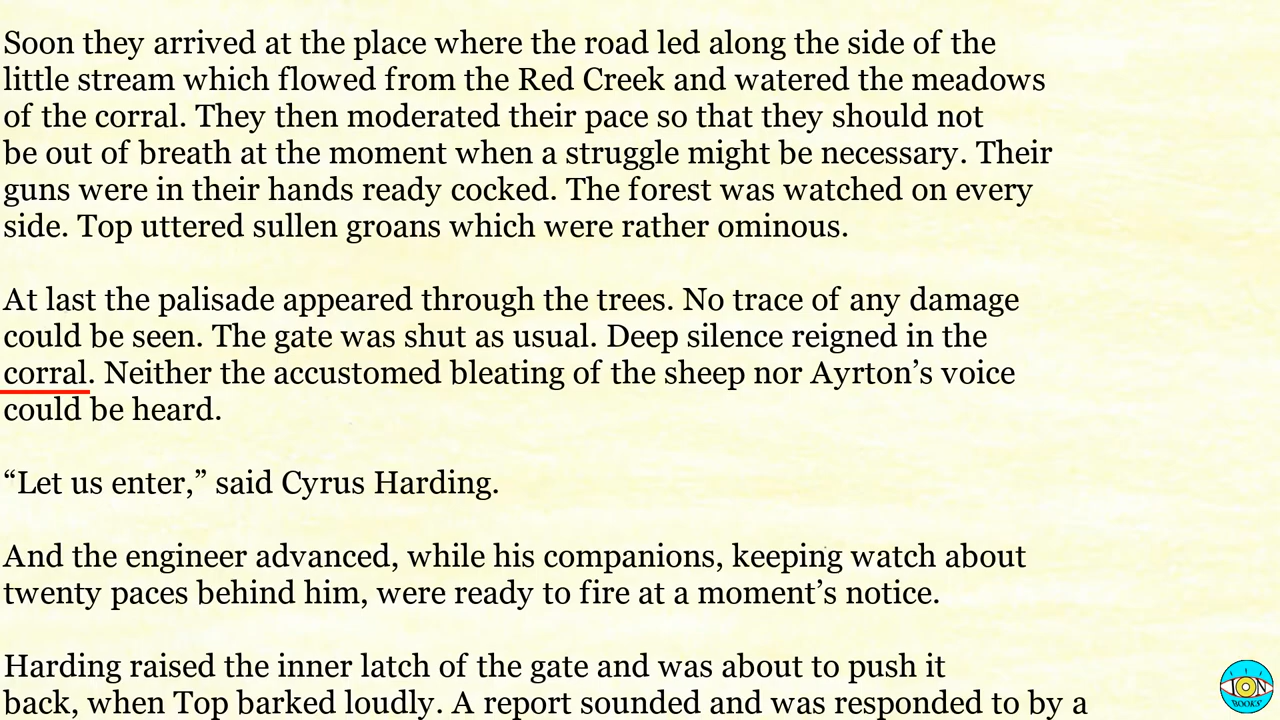 Soon they arrived at the place where the road led along the side of the
little stream which flowed from the Red Creek and watered the meadows
of the corral. They then moderated their pace so that they should not
be out of breath at the moment when a struggle might be necessary. Their
guns were in their hands ready cocked. The forest was watched on every
side. Top uttered sullen groans which were rather ominous.
At last the palisade appeared through the trees. No trace of any damage
could be seen. The gate was shut as usual. Deep silence reigned in the
corral. Neither the accustomed bleating of the sheep nor Ayrton’s voice
could be heard.
“Let us enter,” said Cyrus Harding.
And the engineer advanced, while his companions, keeping watch about
twenty paces behind him, were ready to fire at a moment’s notice.
Harding raised the inner latch of the gate and was about to push it
back, when Top barked loudly. A report sounded and was responded to by a
ION
BOOKS